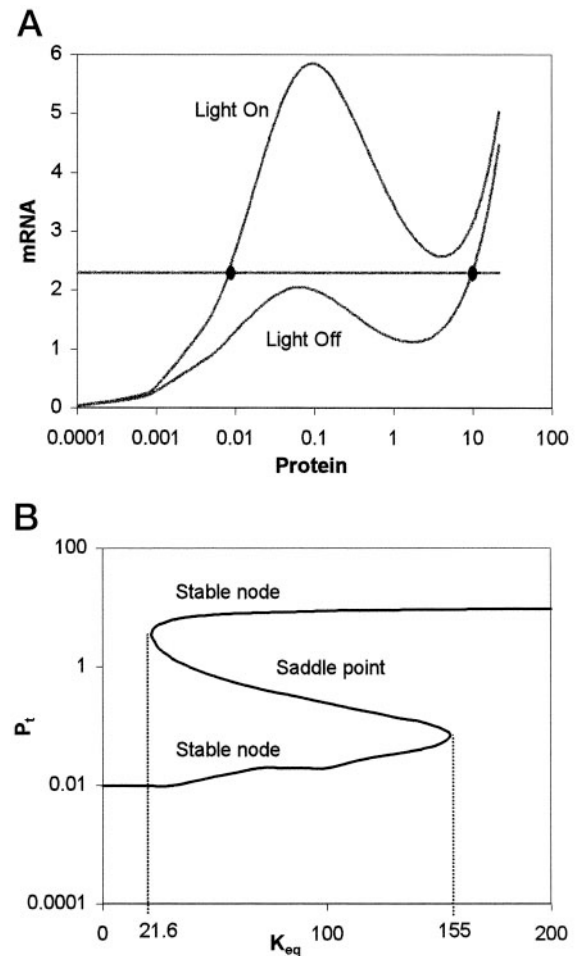 A
6
5
4
3
2
1
0
mRNA
Light On
Light Off
0.0001 0.001 0.01 0.1 1 10 100
Protein
B
100
1
0.01
0.0001
P_t
Stable node
Saddle point
Stable node
0 21.6 100 155 200
K_eq